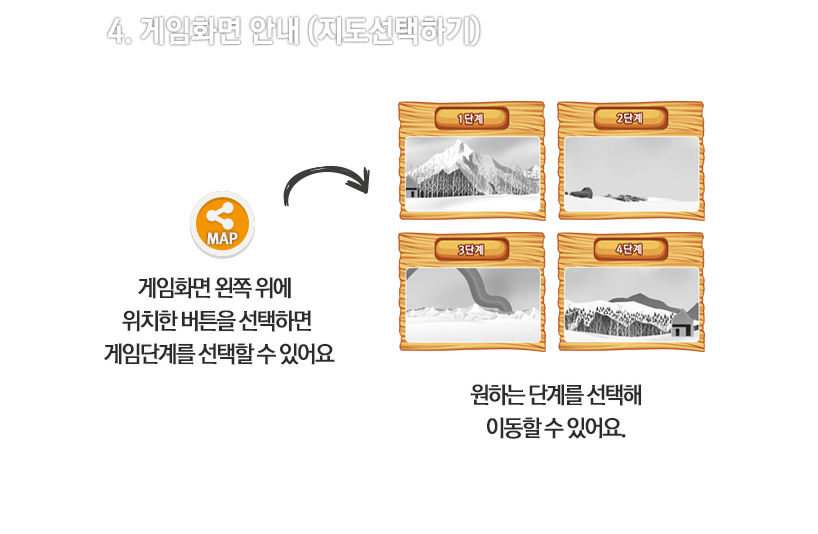 4. 게임화면 안내 (지도선택하기)
1단계
2단계
MAP
3단계
4단계
게임화면 왼쪽 위에
위치한 버튼을 선택하면
게임단계를 선택할 수 있어요
원하는 단계를 선택해
이동할 수 있어요.